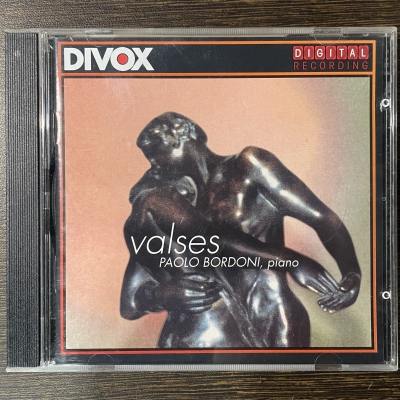 DIVOX
DIGITAL
RECORDING
valses
PAOLO BORDONI, piano